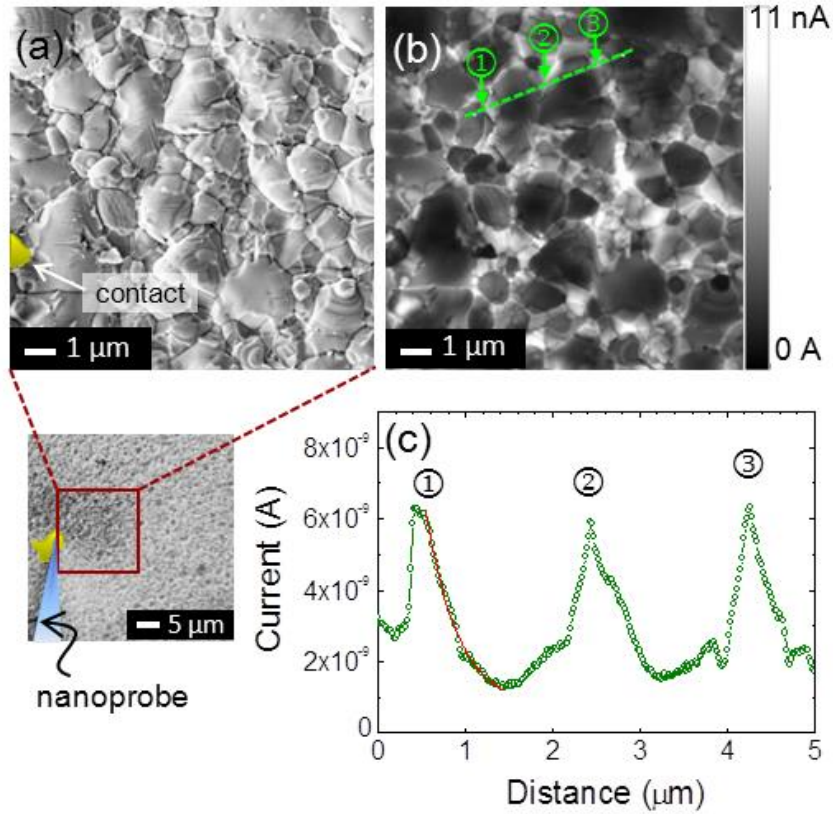 (a)
contact
1 μm
(b)
① ② ③
1 μm
11 nA
0 A
5 μm
nanoprobe
(c)
① ② ③
8x10⁻⁹
6x10⁻⁹
4x10⁻⁹
2x10⁻⁹
0
Current (A)
0 1 2 3 4 5
Distance (μm)